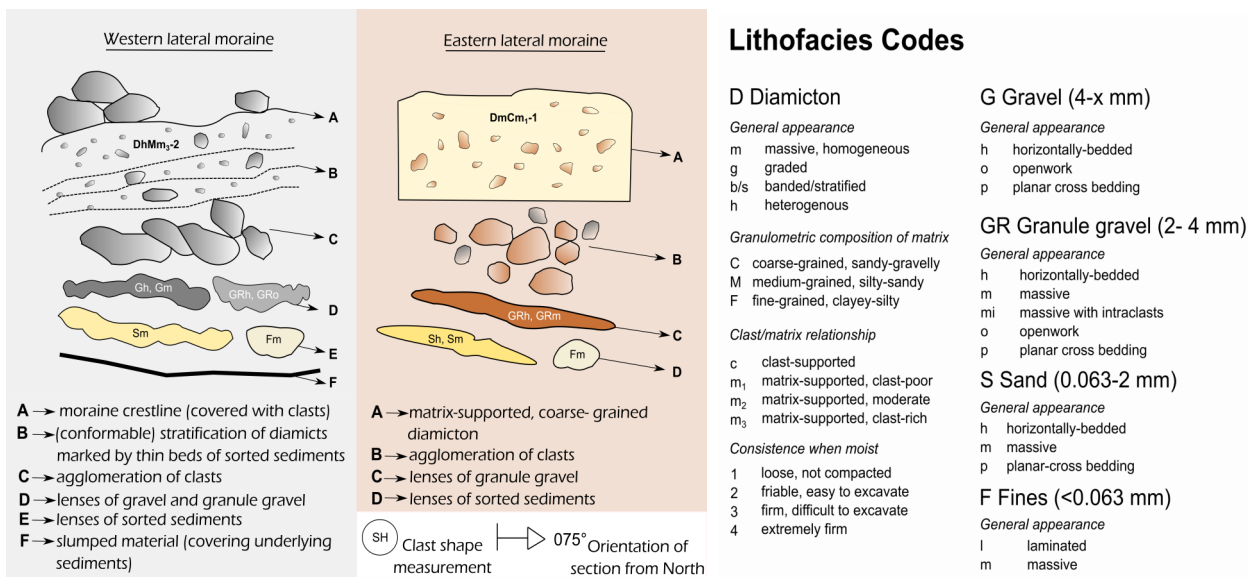 Western lateral moraine
A
DhMm₃-2
B
C
Gh, Gm
GRh, GRo
D
Sm
Fm
E
F
A → moraine crestline (covered with clasts)
B → (conformable) stratification of diamicts
marked by thin beds of sorted sediments
C → agglomeration of clasts
D → lenses of gravel and granule gravel
E → lenses of sorted sediments
F → slumped material (covering underlying
sediments)
Eastern lateral moraine
DmCm₁-1
A
B
GRh, GRm
C
Sh, Sm
Fm
D
A → matrix-supported, coarse- grained
diamicton
B → agglomeration of clasts
C → lenses of granule gravel
D → lenses of sorted sediments
SH Clast shape
measurement
075° Orientation of
section from North
Lithofacies Codes
D Diamicton
General appearance
m massive, homogeneous
g graded
b/s banded/stratified
h heterogenous
Granulometric composition of matrix
C coarse-grained, sandy-gravelly
M medium-grained, silty-sandy
F fine-grained, clayey-silty
Clast/matrix relationship
c clast-supported
m₁ matrix-supported, clast-poor
m₂ matrix-supported, moderate
m₃ matrix-supported, clast-rich
Consistence when moist
1 loose, not compacted
2 friable, easy to excavate
3 firm, difficult to excavate
4 extremely firm
G Gravel (4-x mm)
General appearance
h horizontally-bedded
o openwork
p planar cross bedding
GR Granule gravel (2- 4 mm)
General appearance
h horizontally-bedded
m massive
mi massive with intraclasts
o openwork
p planar cross bedding
S Sand (0.063-2 mm)
General appearance
h horizontally-bedded
m massive
p planar-cross bedding
F Fines (<0.063 mm)
General appearance
l laminated
m massive